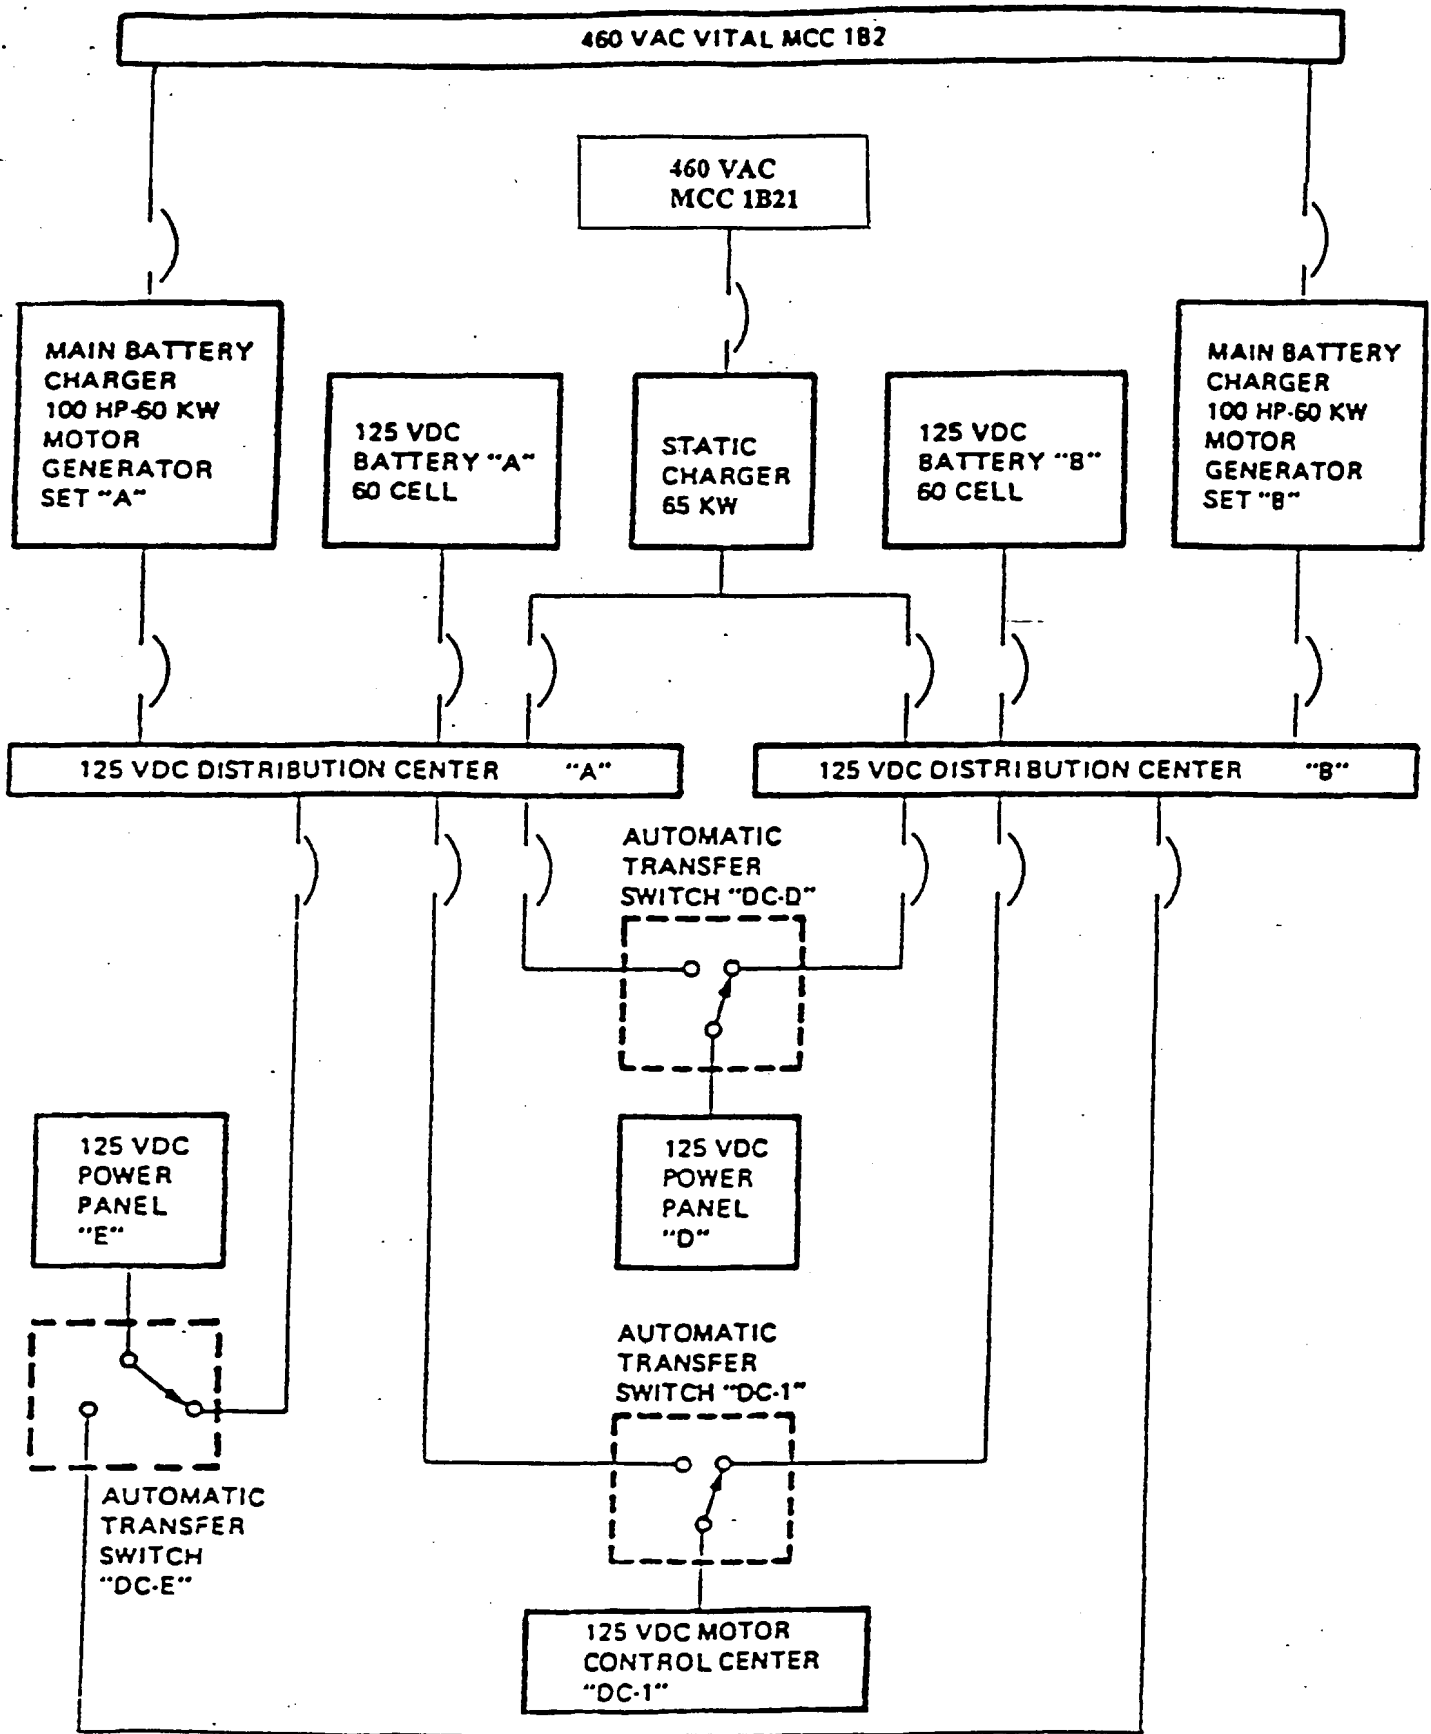 460 VAC VITAL MCC 1B2
460 VAC
MCC 1B21
MAIN BATTERY
CHARGER
100 HP-60 KW
MOTOR
GENERATOR
SET "A"
125 VDC
BATTERY "A"
60 CELL
STATIC
CHARGER
65 KW
125 VDC
BATTERY "B"
60 CELL
MAIN BATTERY
CHARGER
100 HP-60 KW
MOTOR
GENERATOR
SET "B"
125 VDC DISTRIBUTION CENTER "A"
125 VDC DISTRIBUTION CENTER "B"
AUTOMATIC
TRANSFER
SWITCH "DC-D"
125 VDC
POWER
PANEL
"E"
125 VDC
POWER
PANEL
"D"
AUTOMATIC
TRANSFER
SWITCH "DC-1"
AUTOMATIC
TRANSFER
SWITCH
"DC-E"
125 VDC MOTOR
CONTROL CENTER
"DC-1"